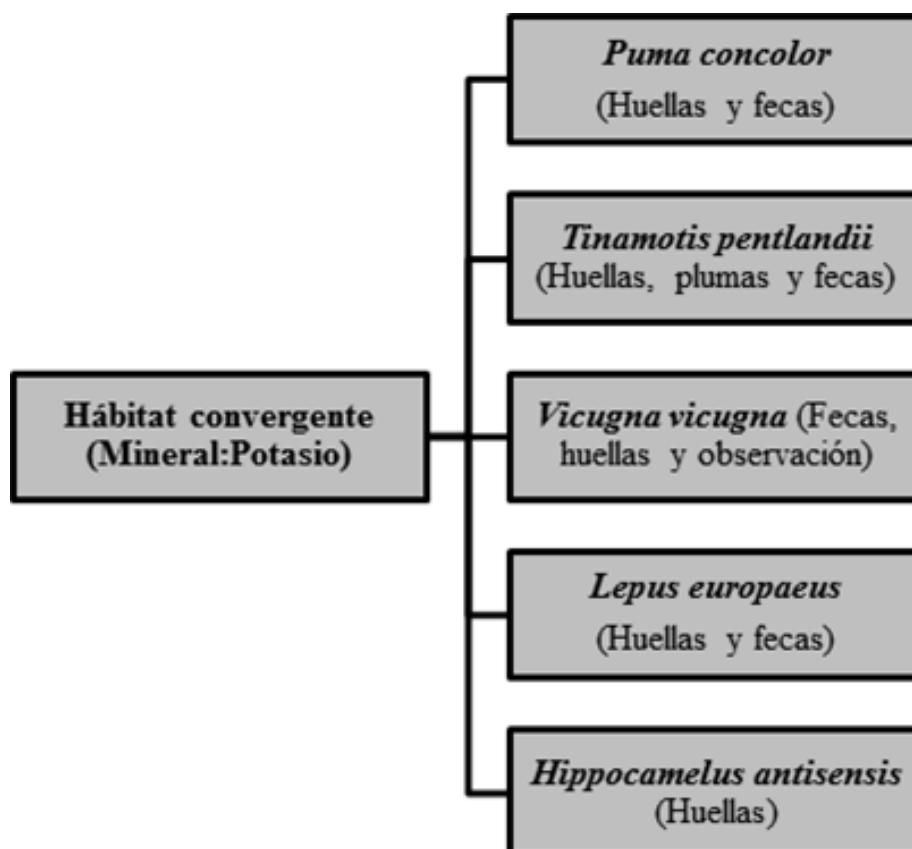 Puma concolor
(Huellas y fecas)
Tinamotis pentlandii
(Huellas, plumas y fecas)
Hábitat convergente
(Mineral:Potasio)
Vicugna vicugna (Fecas,
huellas y observación)
Lepus europaeus
(Huellas y fecas)
Hippocamelus antisensis
(Huellas)